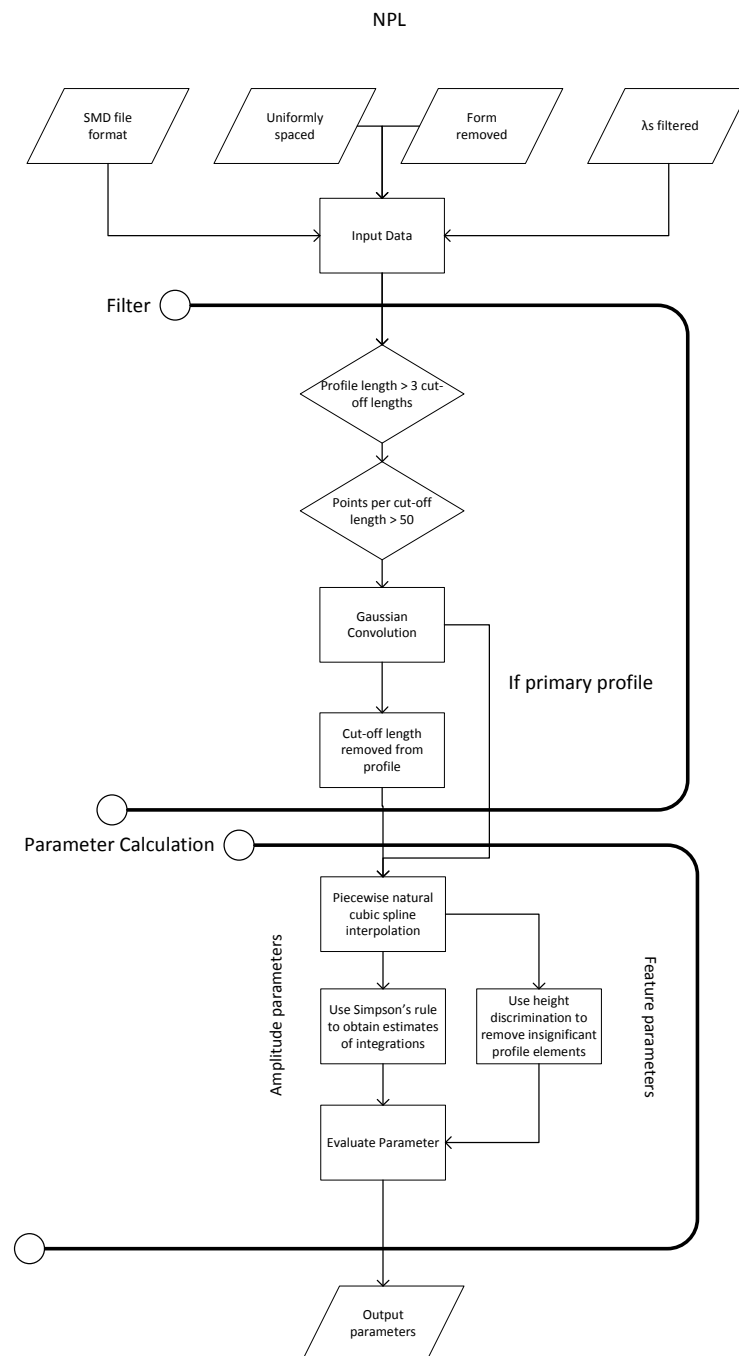 NPL
SMD file
format
Uniformly
spaced
Form
removed
λs filtered
Input Data
Filter
Profile length > 3 cut-
off lengths
Points per cut-off
length > 50
Gaussian
Convolution
If primary profile
Cut-off length
removed from
profile
Parameter Calculation
Piecewise natural
cubic spline
interpolation
Amplitude parameters
Use Simpson's rule
to obtain estimates
of integrations
Use height
discrimination to
remove insignificant
profile elements
Feature parameters
Evaluate Parameter
Output
parameters